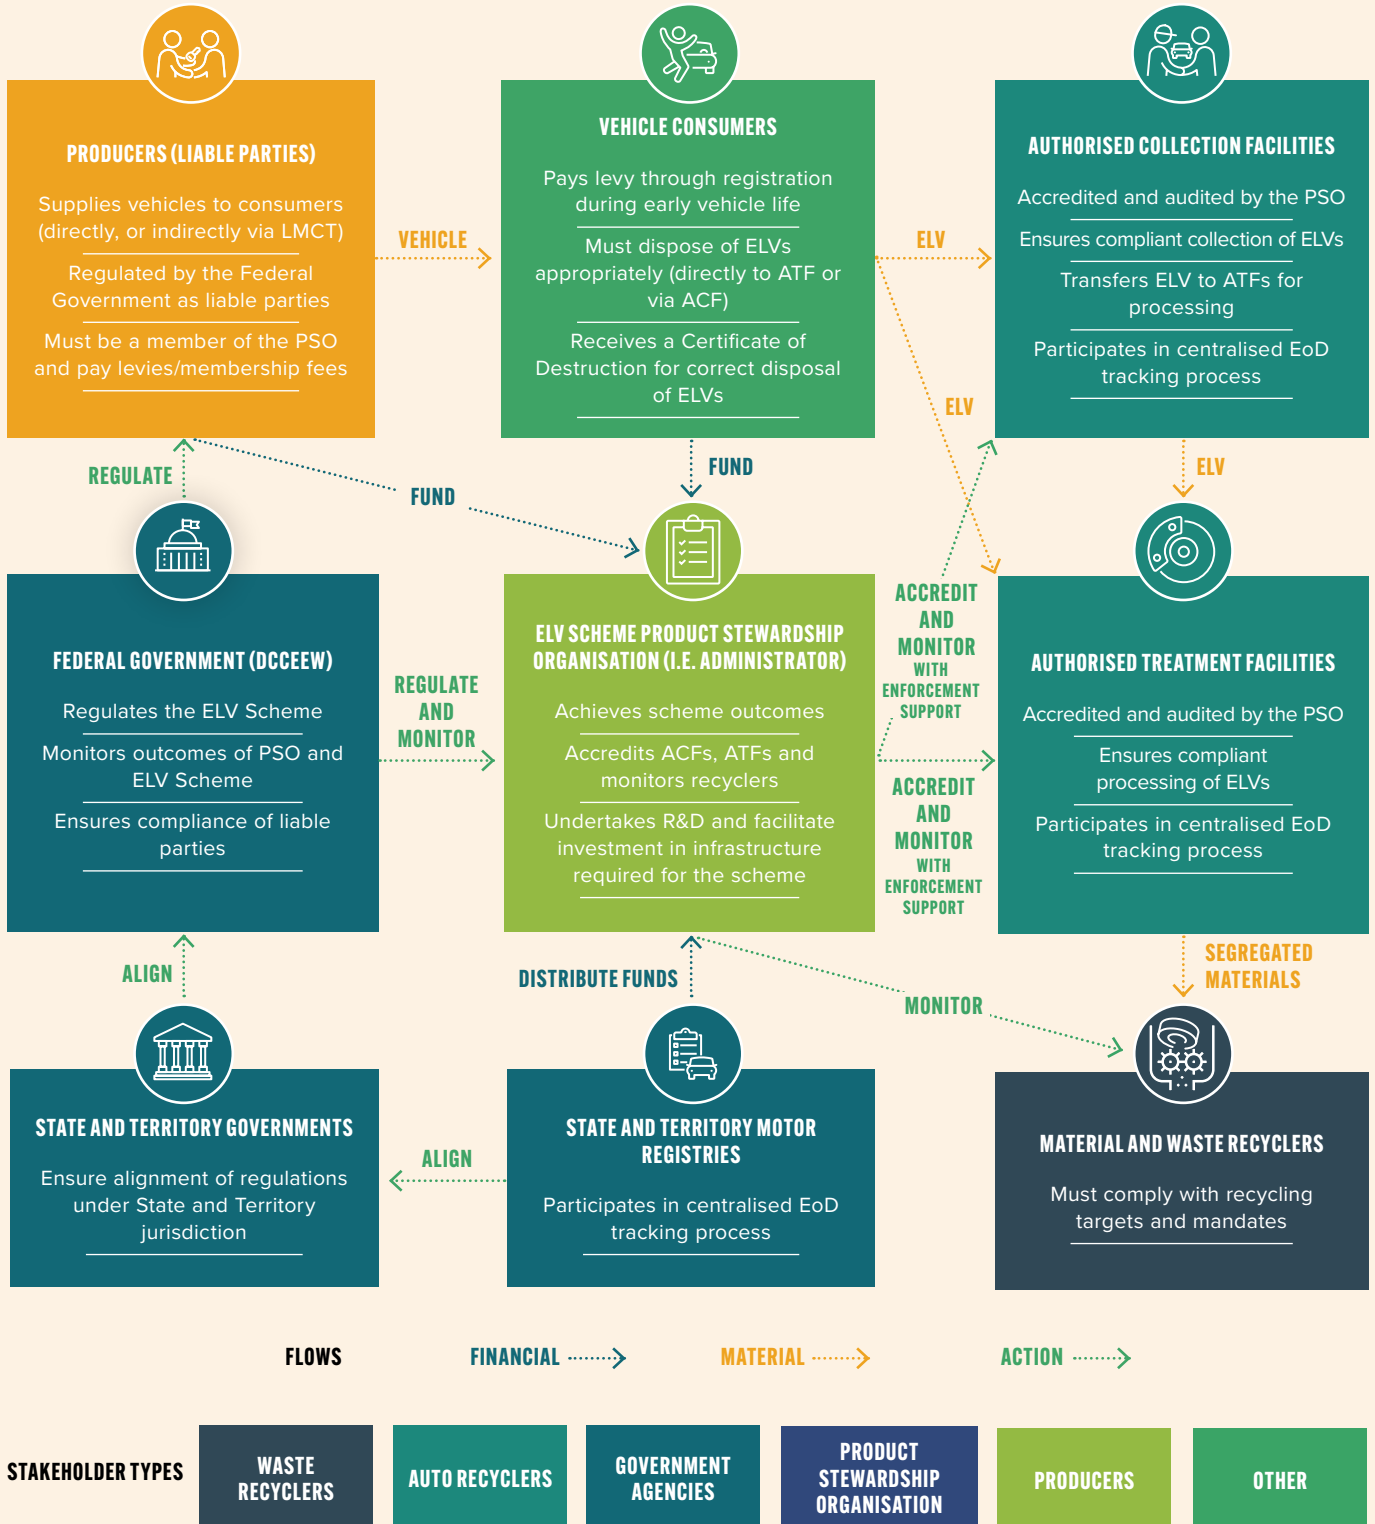 PRODUCERS (LIABLE PARTIES)
Supplies vehicles to consumers
(directly, or indirectly via LMCT)
Regulated by the Federal
Government as liable parties
Must be a member of the PSO
and pay levies/membership fees
VEHICLE
VEHICLE CONSUMERS
Pays levy through registration
during early vehicle life
Must dispose of ELVs
appropriately (directly to ATF or
via ACF)
Receives a Certificate of
Destruction for correct disposal
of ELVs
ELV
ELV
AUTHORISED COLLECTION FACILITIES
Accredited and audited by the PSO
Ensures compliant collection of ELVs
Transfers ELV to ATFs for
processing
Participates in centralised EoD
tracking process
REGULATE
FUND
FUND
ELV
FEDERAL GOVERNMENT (DCCEEW)
Regulates the ELV Scheme
Monitors outcomes of PSO and
ELV Scheme
Ensures compliance of liable
parties
REGULATE
AND
MONITOR
ELV SCHEME PRODUCT STEWARDSHIP
ORGANISATION (I.E. ADMINISTRATOR)
Achieves scheme outcomes
Accredits ACFs, ATFs and
monitors recyclers
Undertakes R&D and facilitate
investment in infrastructure
required for the scheme
ACCREDIT
AND
MONITOR
WITH
ENFORCEMENT
SUPPORT
ACCREDIT
AND
MONITOR
WITH
ENFORCEMENT
SUPPORT
AUTHORISED TREATMENT FACILITIES
Accredited and audited by the PSO
Ensures compliant
processing of ELVs
Participates in centralised EoD
tracking process
ALIGN
DISTRIBUTE FUNDS
MONITOR
SEGREGATED
MATERIALS
STATE AND TERRITORY GOVERNMENTS
Ensure alignment of regulations
under State and Territory
jurisdiction
ALIGN
STATE AND TERRITORY MOTOR
REGISTRIES
Participates in centralised EoD
tracking process
MATERIAL AND WASTE RECYCLERS
Must comply with recycling
targets and mandates
FLOWS
FINANCIAL
MATERIAL
ACTION
STAKEHOLDER TYPES
WASTE
RECYCLERS
AUTO RECYCLERS
GOVERNMENT
AGENCIES
PRODUCT
STEWARDSHIP
ORGANISATION
PRODUCERS
OTHER